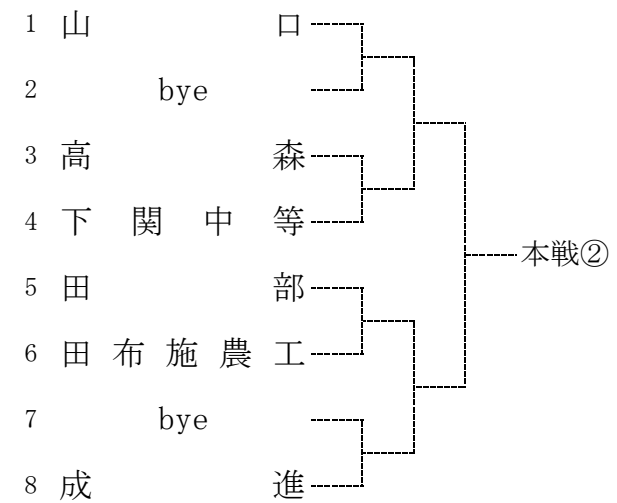 1 山口
2 bye
3 高森
4 下関中等
5 田部
6 田布施農工
7 bye
8 成進
本戦②